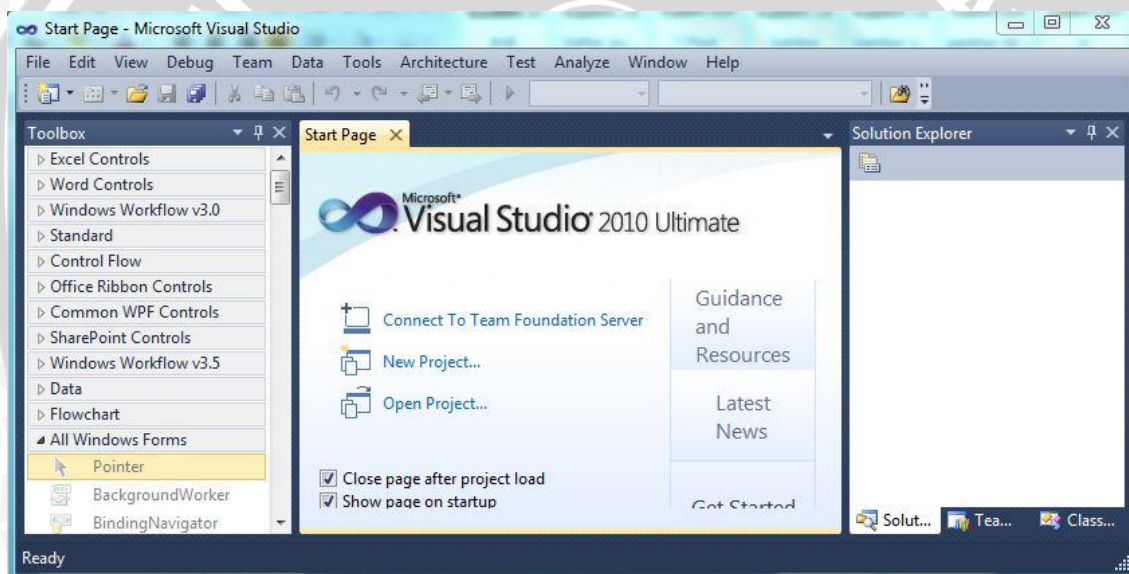 Start Page - Microsoft Visual Studio
File Edit View Debug Team Data Tools Architecture Test Analyze Window Help
Toolbox
Excel Controls
Word Controls
Windows Workflow v3.0
Standard
Control Flow
Office Ribbon Controls
Common WPF Controls
SharePoint Controls
Windows Workflow v3.5
Data
Flowchart
All Windows Forms
Pointer
BackgroundWorker
BindingNavigator
Start Page
Microsoft
Visual Studio 2010 Ultimate
Connect To Team Foundation Server
New Project...
Open Project...
Close page after project load
Show page on startup
Guidance
and
Resources
Latest
News
Get Started
Solution Explorer
Solut... Tea... Class...
Ready